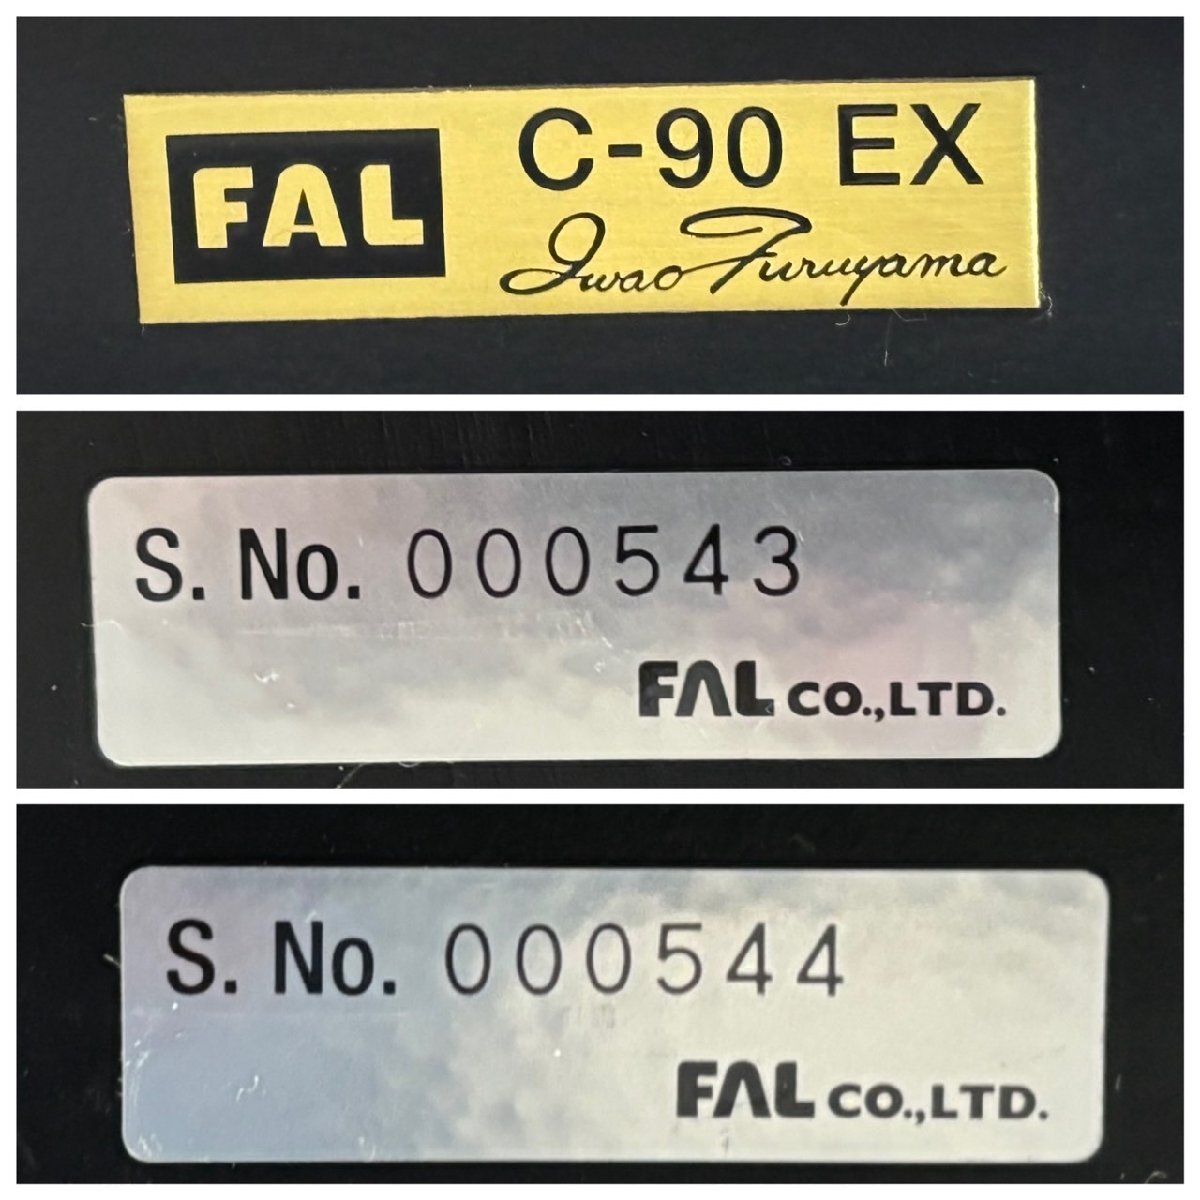 FAL
C-90 EX
Iwao Furuyama
S. No. 000543
FAL CO.,LTD.
S. No. 000544
FAL CO.,LTD.